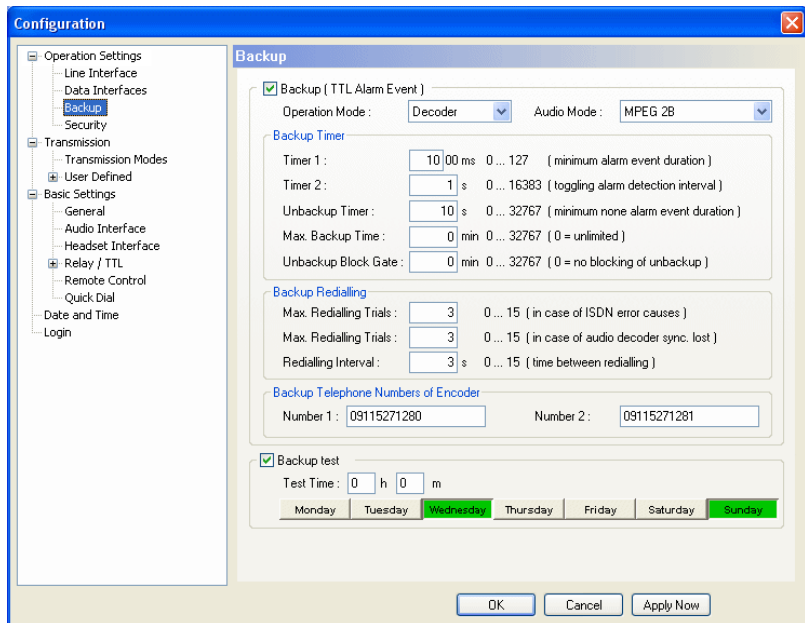 Configuration
Operation Settings
Line Interface
Data Interfaces
Backup
Security
Transmission
Transmission Modes
User Defined
Basic Settings
General
Audio Interface
Headset Interface
Relay / TTL
Remote Control
Quick Dial
Date and Time
Login
Backup
Backup ( TTL Alarm Event )
Operation Mode : Decoder Audio Mode : MPEG 2B
Backup Timer
Timer 1 : 10 00 ms 0 ... 127 ( minimum alarm event duration )
Timer 2 : 1 s 0 ... 16383 ( toggling alarm detection interval )
Unbackup Timer : 10 s 0 ... 32767 ( minimum none alarm event duration )
Max. Backup Time : 0 min 0 ... 32767 ( 0 = unlimited )
Unbackup Block Gate : 0 min 0 ... 32767 ( 0 = no blocking of unbackup )
Backup Redialling
Max. Redialling Trials : 3 0 ... 15 ( in case of ISDN error causes )
Max. Redialling Trials : 3 0 ... 15 ( in case of audio decoder sync. lost )
Redialling Interval : 3 s 0 ... 15 ( time between redialling )
Backup Telephone Numbers of Encoder
Number 1 : 09115271280 Number 2 : 09115271281
Backup test
Test Time : 0 h 0 m
Monday Tuesday Wednesday Thursday Friday Saturday Sunday
OK Cancel Apply Now